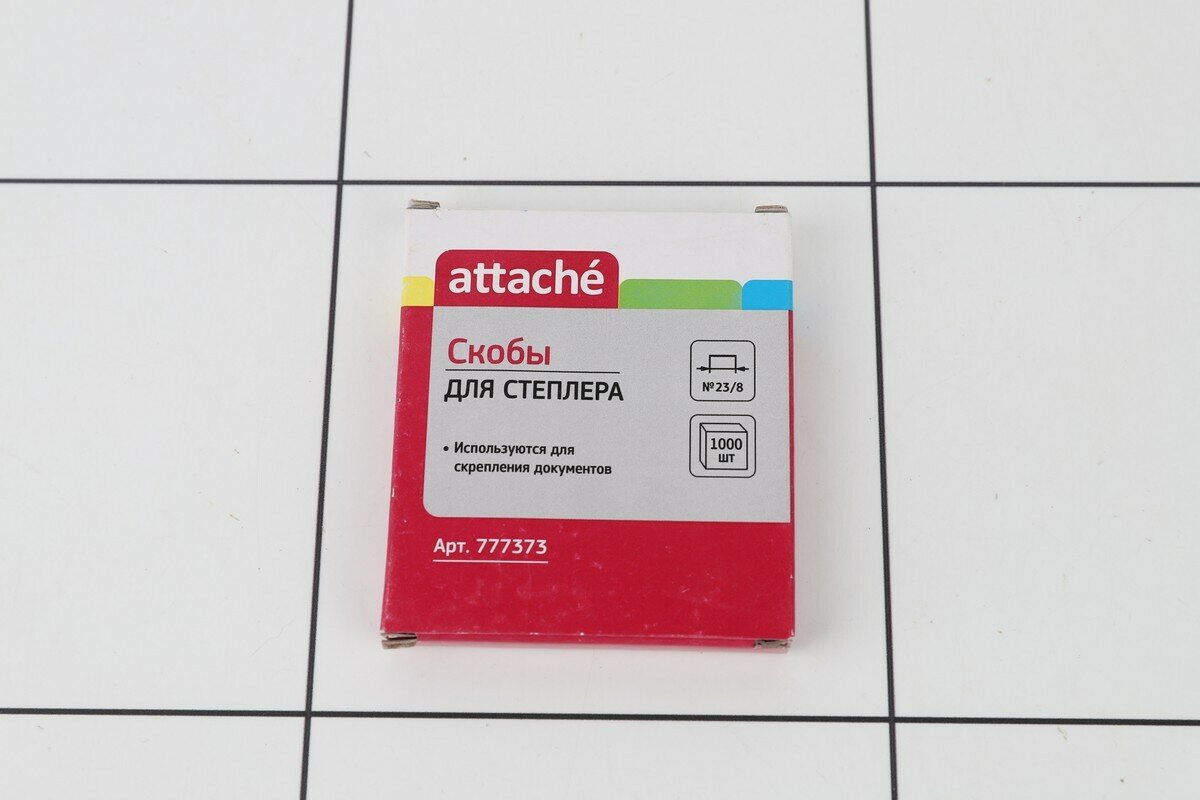 attaché
Скобы
ДЛЯ СТЕПЛЕРА
№23/8
1000
ШТ
• Используются для
скрепления документов
Арт. 777373